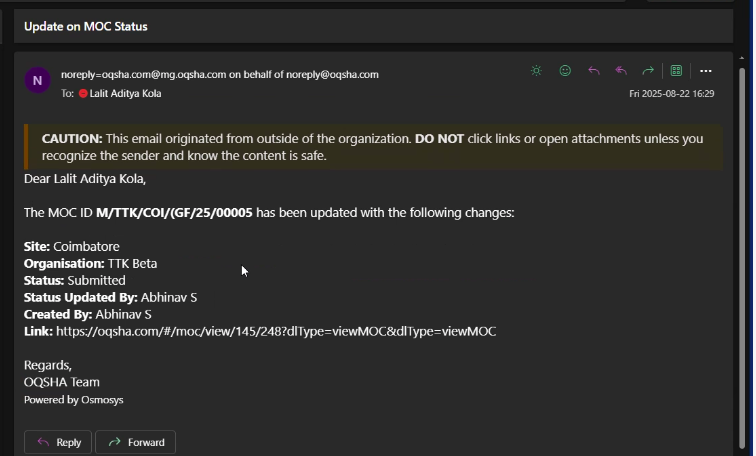 Update on MOC Status
N
noreply=oqsha.com@mg.oqsha.com on behalf of noreply@oqsha.com
To: Lalit Aditya Kola
Fri 2025-08-22 16:29
CAUTION: This email originated from outside of the organization. DO NOT click links or open attachments unless you
recognize the sender and know the content is safe.
Dear Lalit Aditya Kola,
The MOC ID M/TTK/COI/(GF/25/00005 has been updated with the following changes:
Site: Coimbatore
Organisation: TTK Beta
Status: Submitted
Status Updated By: Abhinav S
Created By: Abhinav S
Link: https://oqsha.com/#/moc/view/145/248?dlType=viewMOC&dlType=viewMOC
Regards,
OQSHA Team
Powered by Osmosys
Reply
Forward